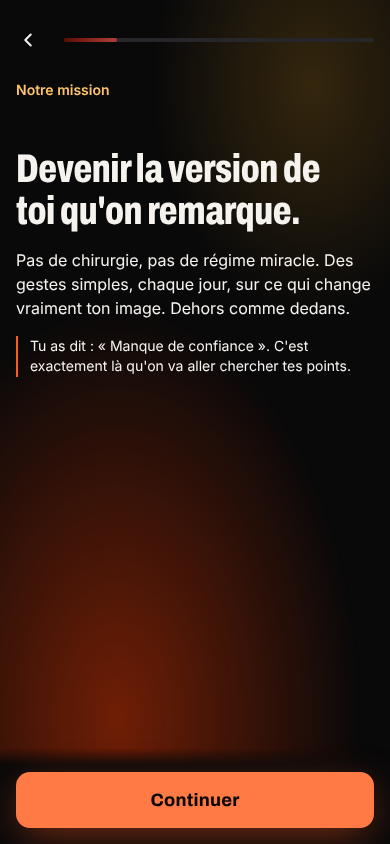 Notre mission
Devenir la version de
toi qu'on remarque.
Pas de chirurgie, pas de régime miracle. Des
gestes simples, chaque jour, sur ce qui change
vraiment ton image. Dehors comme dedans.
Tu as dit : « Manque de confiance ». C'est
exactement là qu'on va aller chercher tes points.
Continuer